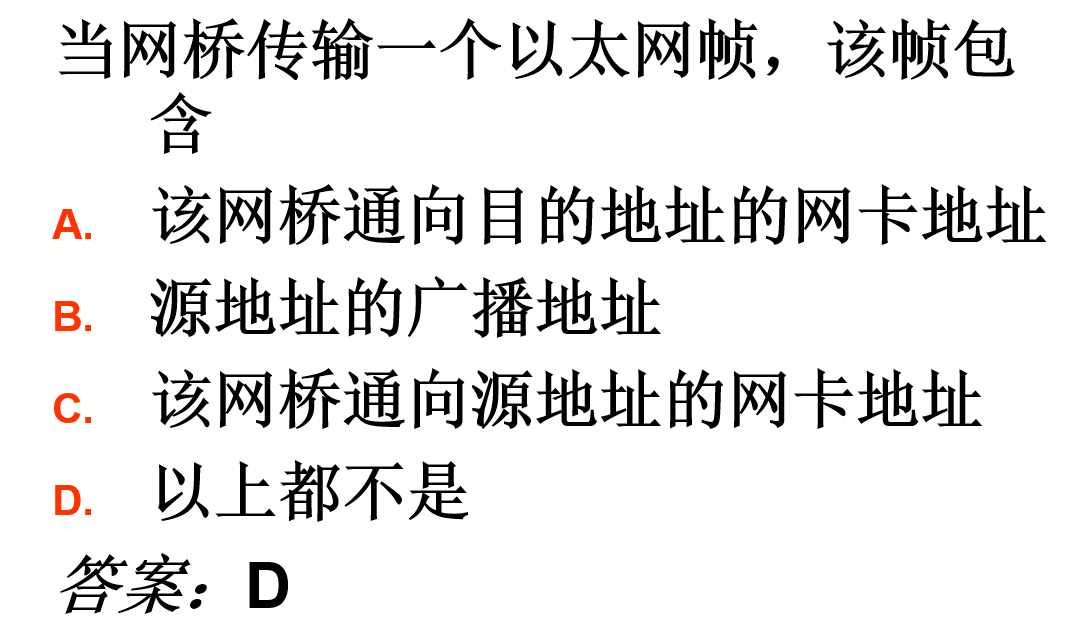 当网桥传输一个以太网帧，该帧包
含
A. 该网桥通向目的地址的网卡地址
B. 源地址的广播地址
C. 该网桥通向源地址的网卡地址
D. 以上都不是
答案：D